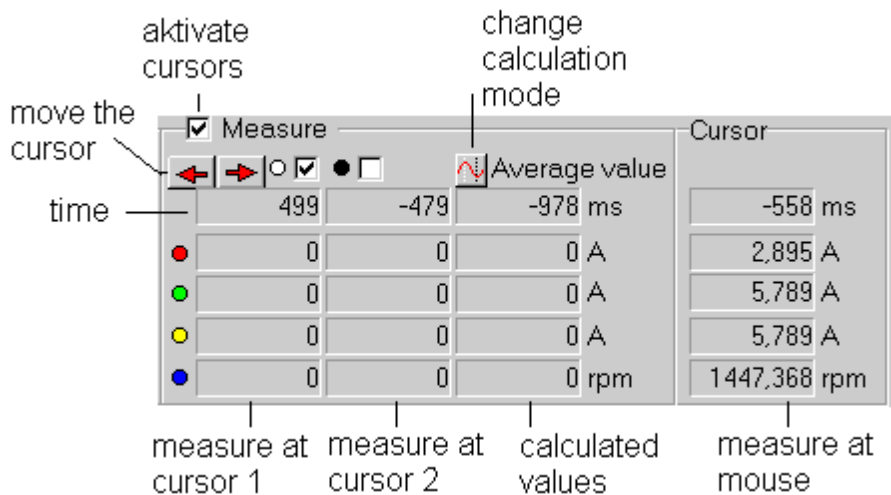 aktivate
cursors
change
calculation
mode
move the
cursor
Measure
Cursor
Average value
time
499 -479 -978 ms -558 ms
0 0 0 A 2,895 A
0 0 0 A 5,789 A
0 0 0 A 5,789 A
0 0 0 rpm 1447,368 rpm
measure at
cursor 1
measure at
cursor 2
calculated
values
measure at
mouse